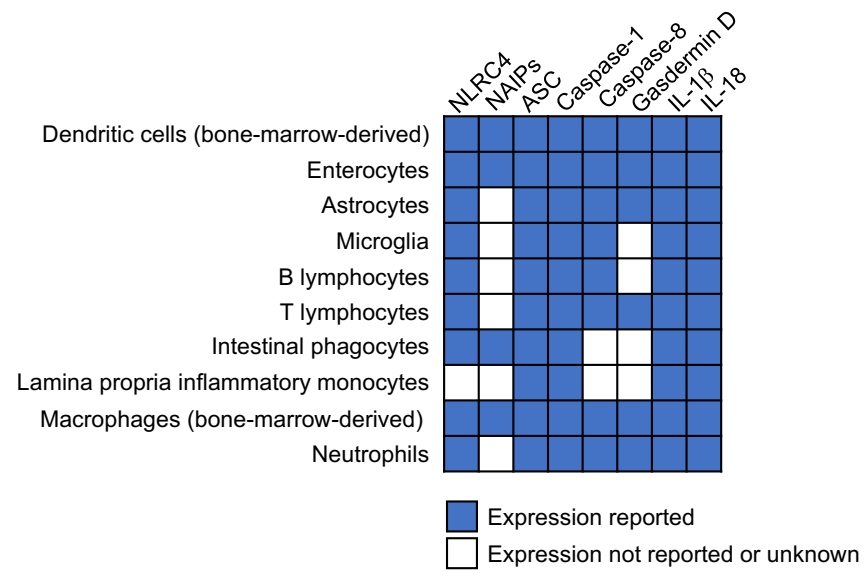 NLRC4
NAIPs
ASC
Caspase-1
Caspase-8
Gasdermin D
IL-1β
IL-18
Dendritic cells (bone-marrow-derived)
Enterocytes
Astrocytes
Microglia
B lymphocytes
T lymphocytes
Intestinal phagocytes
Lamina propria inflammatory monocytes
Macrophages (bone-marrow-derived)
Neutrophils
Expression reported
Expression not reported or unknown